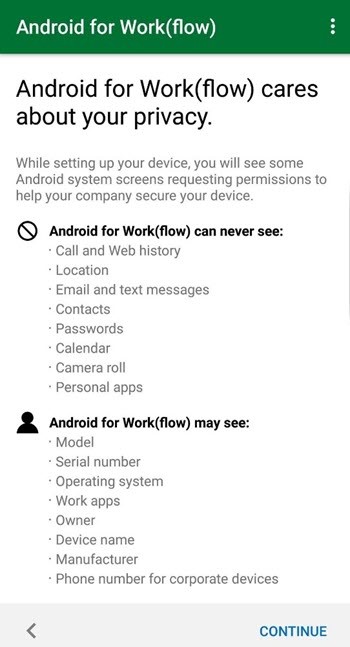 Android for Work(flow)
Android for Work(flow) cares
about your privacy.
While setting up your device, you will see some
Android system screens requesting permissions to
help your company secure your device.
Android for Work(flow) can never see:
· Call and Web history
· Location
· Email and text messages
· Contacts
· Passwords
· Calendar
· Camera roll
· Personal apps
Android for Work(flow) may see:
· Model
· Serial number
· Operating system
· Work apps
· Owner
· Device name
· Manufacturer
· Phone number for corporate devices
CONTINUE